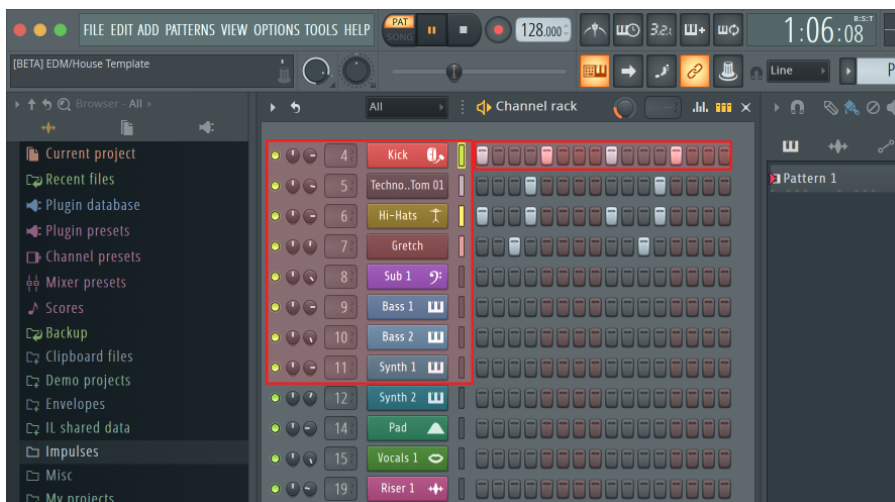 FILE EDIT ADD PATTERNS VIEW OPTIONS TOOLS HELP
PAT
SONG
128.000
3.2.
1:06:08
B:S:T
[BETA] EDM/House Template
Line
P
Browser - All
All
Channel rack
Current project
Recent files
Plugin database
Plugin presets
Channel presets
Mixer presets
Scores
Backup
Clipboard files
Demo projects
Envelopes
IL shared data
Impulses
Misc
My projects
4 Kick
5 Techno..Tom 01
6 Hi-Hats
7 Gretch
8 Sub 1
9 Bass 1
10 Bass 2
11 Synth 1
12 Synth 2
14 Pad
15 Vocals 1
19 Riser 1
Pattern 1